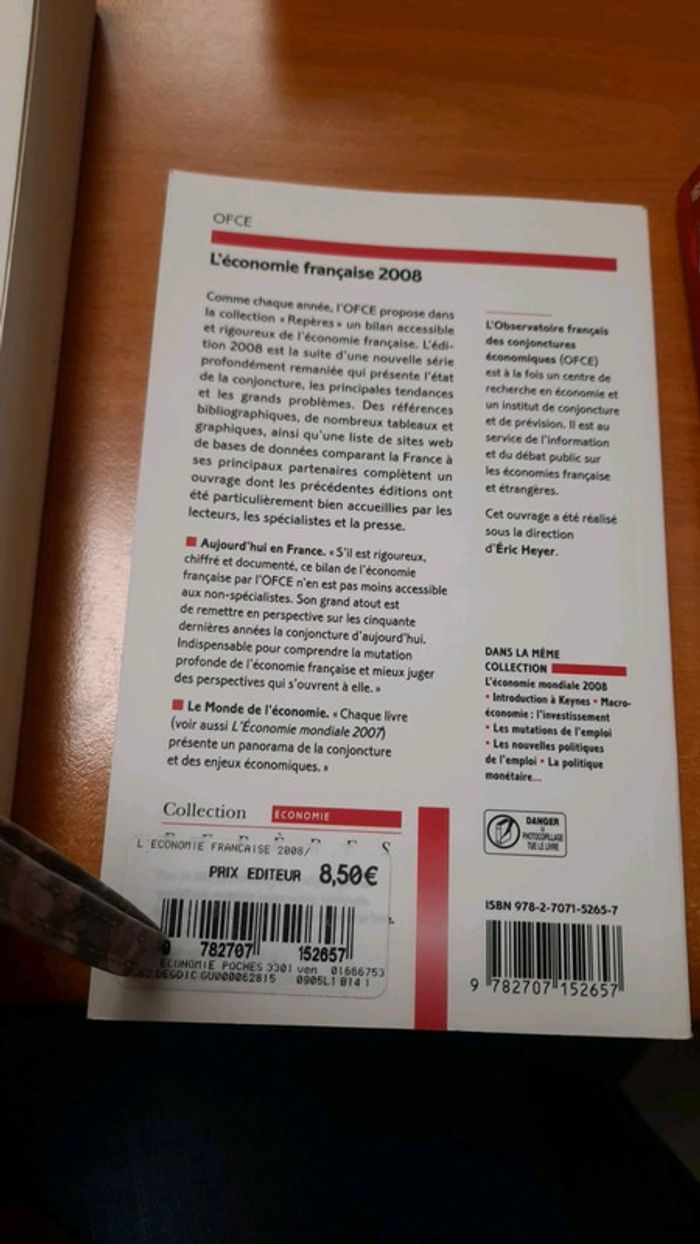 OFCE
L'économie française 2008
Comme chaque année, l'OFCE propose dans
la collection « Repères » un bilan accessible
et rigoureux de l'économie française. L'édi-
tion 2008 est la suite d'une nouvelle série
profondément remaniée qui présente l'état
de la conjoncture, les principales tendances
et les grands problèmes. Des références
bibliographiques, de nombreux tableaux et
graphiques, ainsi qu'une liste de sites web
de bases de données comparant la France à
ses principaux partenaires complètent un
ouvrage dont les précédentes éditions ont
été particulièrement bien accueillies par les
lecteurs, les spécialistes et la presse.
Aujourd'hui en France. « S'il est rigoureux,
chiffré et documenté, ce bilan de l'économie
française par l'OFCE n'en est pas moins accessible
aux non-spécialistes. Son grand atout est
de remettre en perspective sur les cinquante
dernières années la conjoncture d'aujourd'hui.
Indispensable pour comprendre la mutation
profonde de l'économie française et mieux juger
des perspectives qui s'ouvrent à elle. »
Le Monde de l'économie. « Chaque livre
(voir aussi L'Économie mondiale 2007)
présente un panorama de la conjoncture
et des enjeux économiques. »
Collection ÉCONOMIE
L'ECONOMIE FRANCAISE 2008/
PRIX EDITEUR 8,50€
9 782707 152657
ECONOMIE POCHES 3301 ven 01666753
DEGDIC GU000062815 0905L1 B14 1
L'Observatoire français
des conjonctures
économiques (OFCE)
est à la fois un centre de
recherche en économie et
un institut de conjoncture
et de prévision. Il est au
service de l'information
et du débat public sur
les économies française
et étrangères.
Cet ouvrage a été réalisé
sous la direction
d'Éric Heyer.
DANS LA MÊME
COLLECTION
L'économie mondiale 2008
• Introduction à Keynes • Macro-
économie : l'investissement
• Les mutations de l'emploi
• Les nouvelles politiques
de l'emploi • La politique
monétaire...
DANGER
LE
PHOTOCOPILLAGE
TUE LE LIVRE
ISBN 978-2-7071-5265-7
9 782707 152657